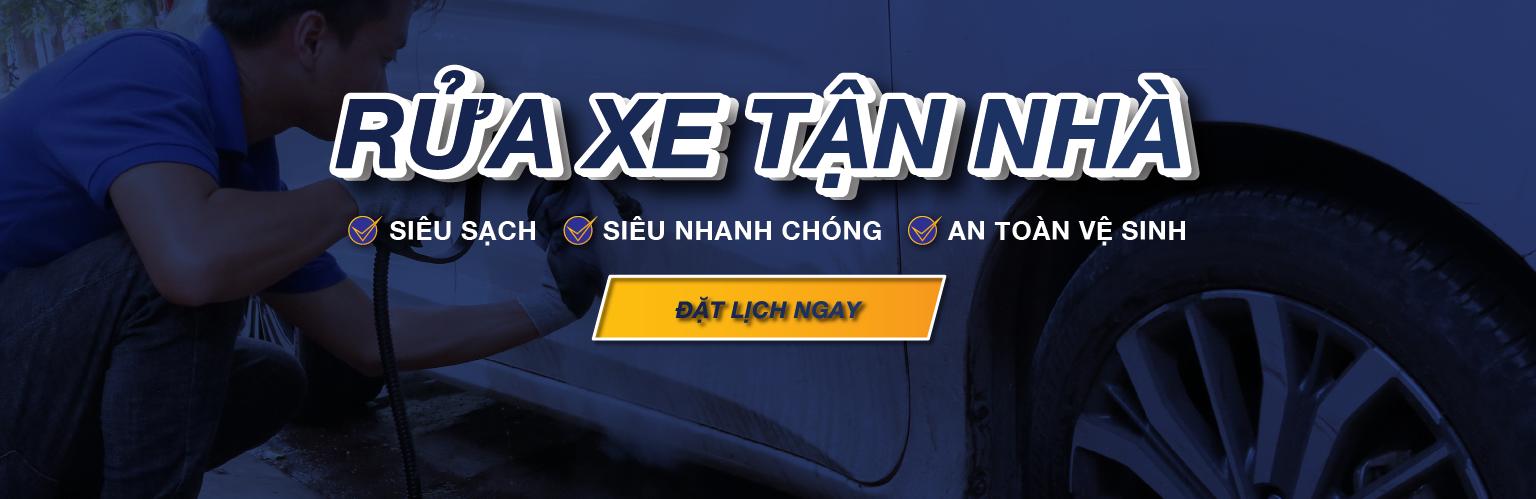 RỬA XE TẬN NHÀ
SIÊU SẠCH SIÊU NHANH CHÓNG AN TOÀN VỆ SINH
ĐẶT LỊCH NGAY